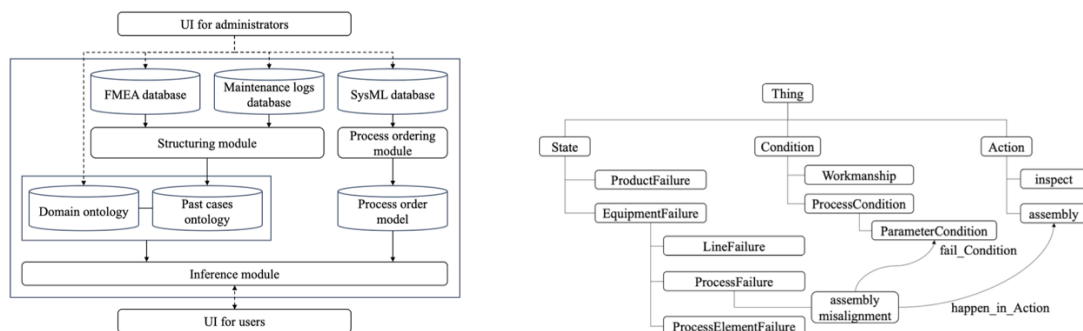 UI for administrators
FMEA database
Maintenance logs
database
SysML database
Structuring module
Process ordering
module
Domain ontology
Past cases
ontology
Process order
model
Inference module
UI for users
Thing
State
Condition
Action
ProductFailure
Workmanship
inspect
EquipmentFailure
ProcessCondition
assembly
ParameterCondition
LineFailure
fail_Condition
ProcessFailure
assembly
misalignment
happen_in_Action
ProcessElementFailure